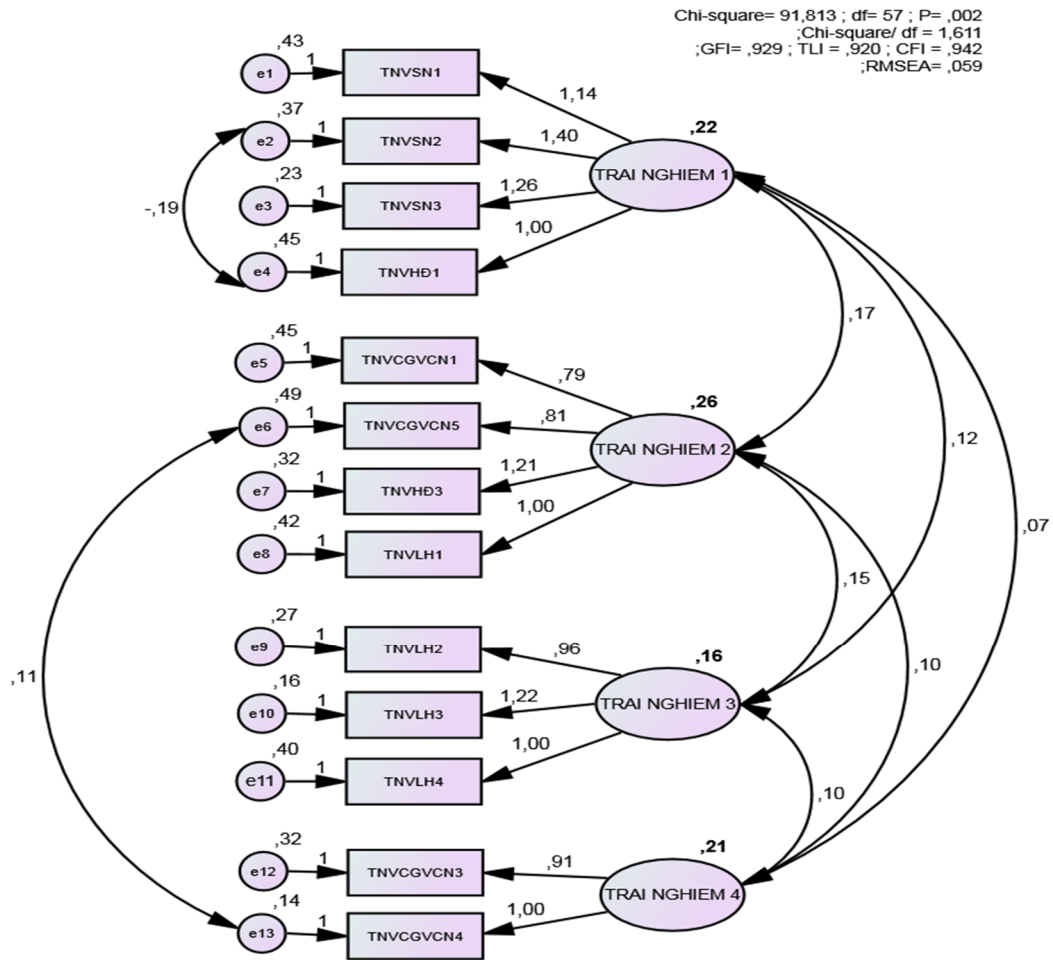 Chi-square= 91,813 ; df= 57 ; P= ,002
;Chi-square/ df = 1,611
;GFI= ,929 ; TLI = ,920 ; CFI = ,942
;RMSEA= ,059
,43
e1
1
TNVSN1
1,14
,37
e2
1
TNVSN2
1,40
,22
TRAI NGHIEM 1
,23
e3
1
TNVSN3
1,26
-,19
,45
e4
1
TNVHĐ1
1,00
,17
,45
e5
1
TNVCGVCN1
,79
,49
e6
1
TNVCGVCN5
,81
,26
TRAI NGHIEM 2
,12
,32
e7
1
TNVHĐ3
1,21
,42
e8
1
TNVLH1
1,00
,07
,15
,27
e9
1
TNVLH2
,96
,11
,16
e10
1
TNVLH3
1,22
,16
TRAI NGHIEM 3
,10
,40
e11
1
TNVLH4
1,00
,10
,32
e12
1
TNVCGVCN3
,91
,21
TRAI NGHIEM 4
,14
e13
1
TNVCGVCN4
1,00